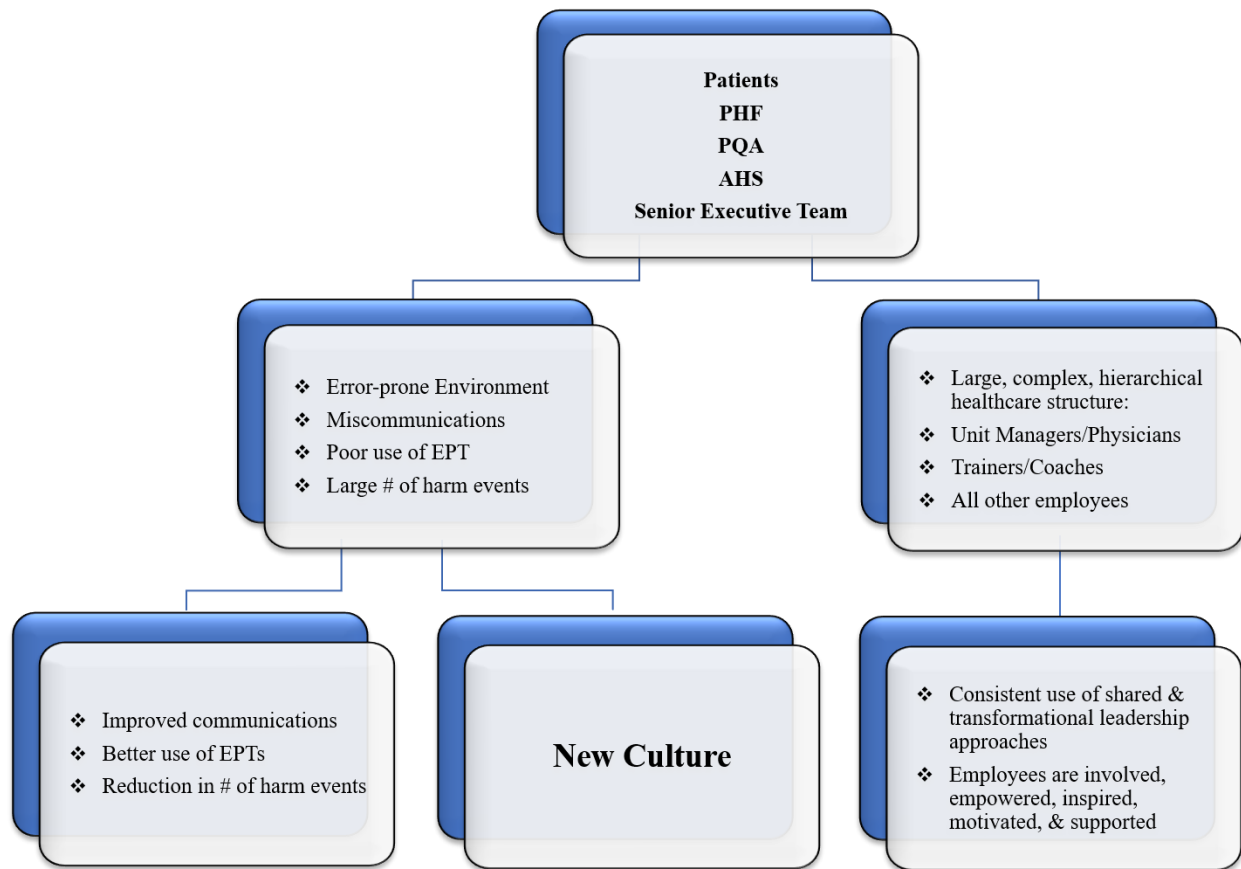 Patients
PHF
PQA
AHS
Senior Executive Team
❖ Error-prone Environment
❖ Miscommunications
❖ Poor use of EPT
❖ Large # of harm events
❖ Large, complex, hierarchical
healthcare structure:
❖ Unit Managers/Physicians
❖ Trainers/Coaches
❖ All other employees
❖ Improved communications
❖ Better use of EPTs
❖ Reduction in # of harm events
New Culture
❖ Consistent use of shared &
transformational leadership
approaches
❖ Employees are involved,
empowered, inspired,
motivated, & supported